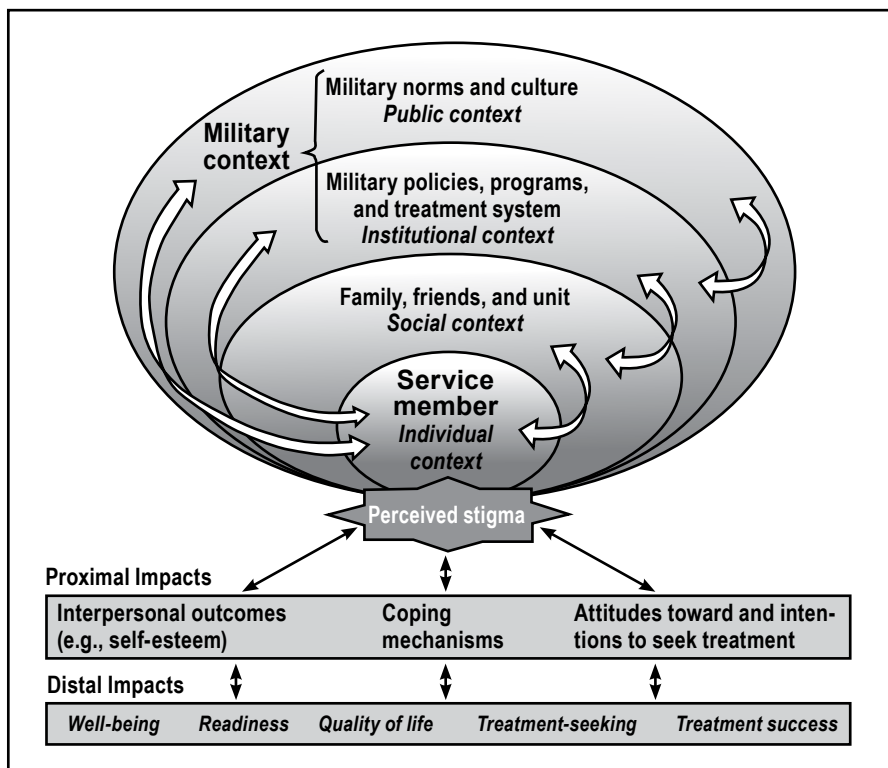 Military norms and culture
Public context
Military
context
Military policies, programs,
and treatment system
Institutional context
Family, friends, and unit
Social context
Service
member
Individual
context
Perceived stigma
Proximal Impacts
Interpersonal outcomes
(e.g., self-esteem)
Coping
mechanisms
Attitudes toward and inten-
tions to seek treatment
Distal Impacts
Well-being Readiness Quality of life Treatment-seeking Treatment success